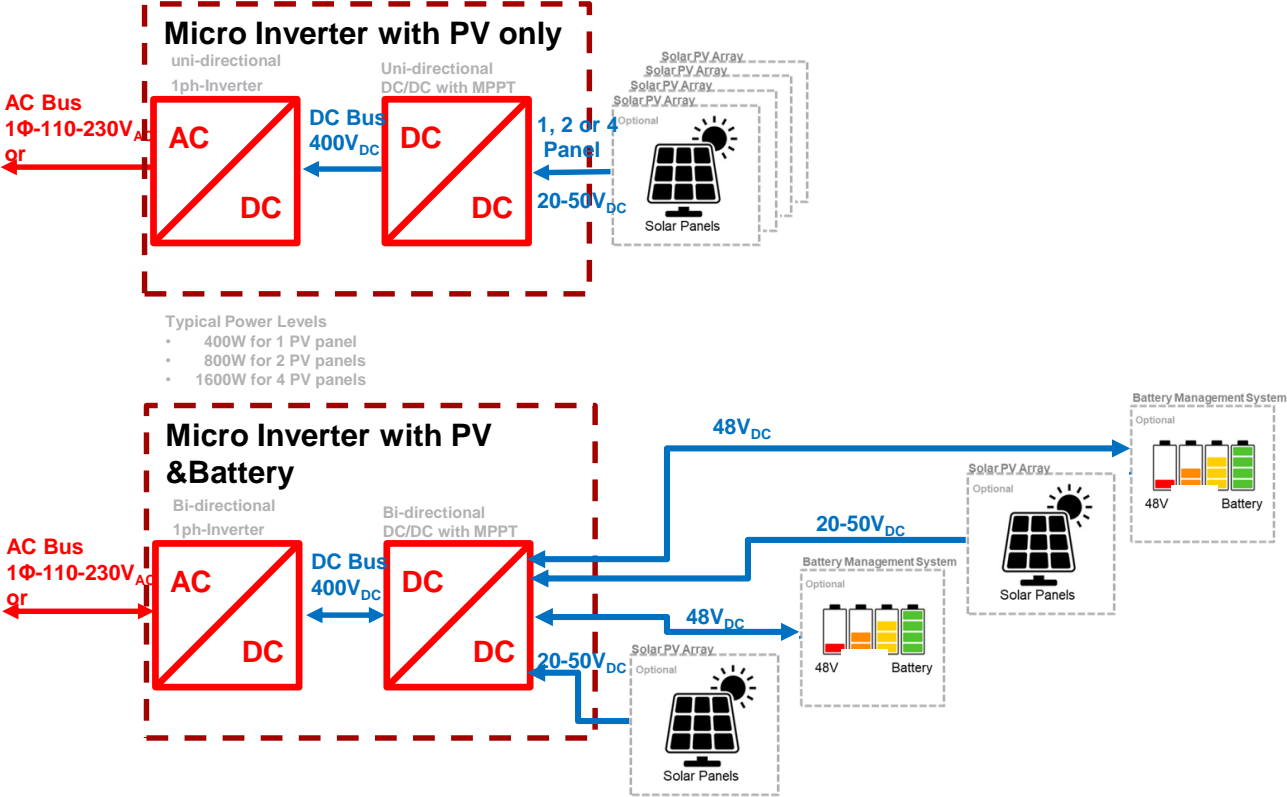 Micro Inverter with PV only
uni-directional
1ph-Inverter
Uni-directional
DC/DC with MPPT
Solar PV Array
Solar PV Array
Solar PV Array
Solar PV Array
Optional
AC Bus
1Φ-110-230VAC
or
AC
DC
DC Bus
400VDC
DC
DC
1, 2 or 4
Panel
20-50VDC
Solar Panels
Typical Power Levels
• 400W for 1 PV panel
• 800W for 2 PV panels
• 1600W for 4 PV panels
Micro Inverter with PV
&Battery
Bi-directional
1ph-Inverter
Bi-directional
DC/DC with MPPT
AC Bus
1Φ-110-230VAC
or
AC
DC
DC Bus
400VDC
DC
DC
48VDC
Battery Management System
Optional
48V Battery
20-50VDC
Solar PV Array
Optional
Solar Panels
48VDC
Battery Management System
Optional
48V Battery
20-50VDC
Solar PV Array
Optional
Solar Panels